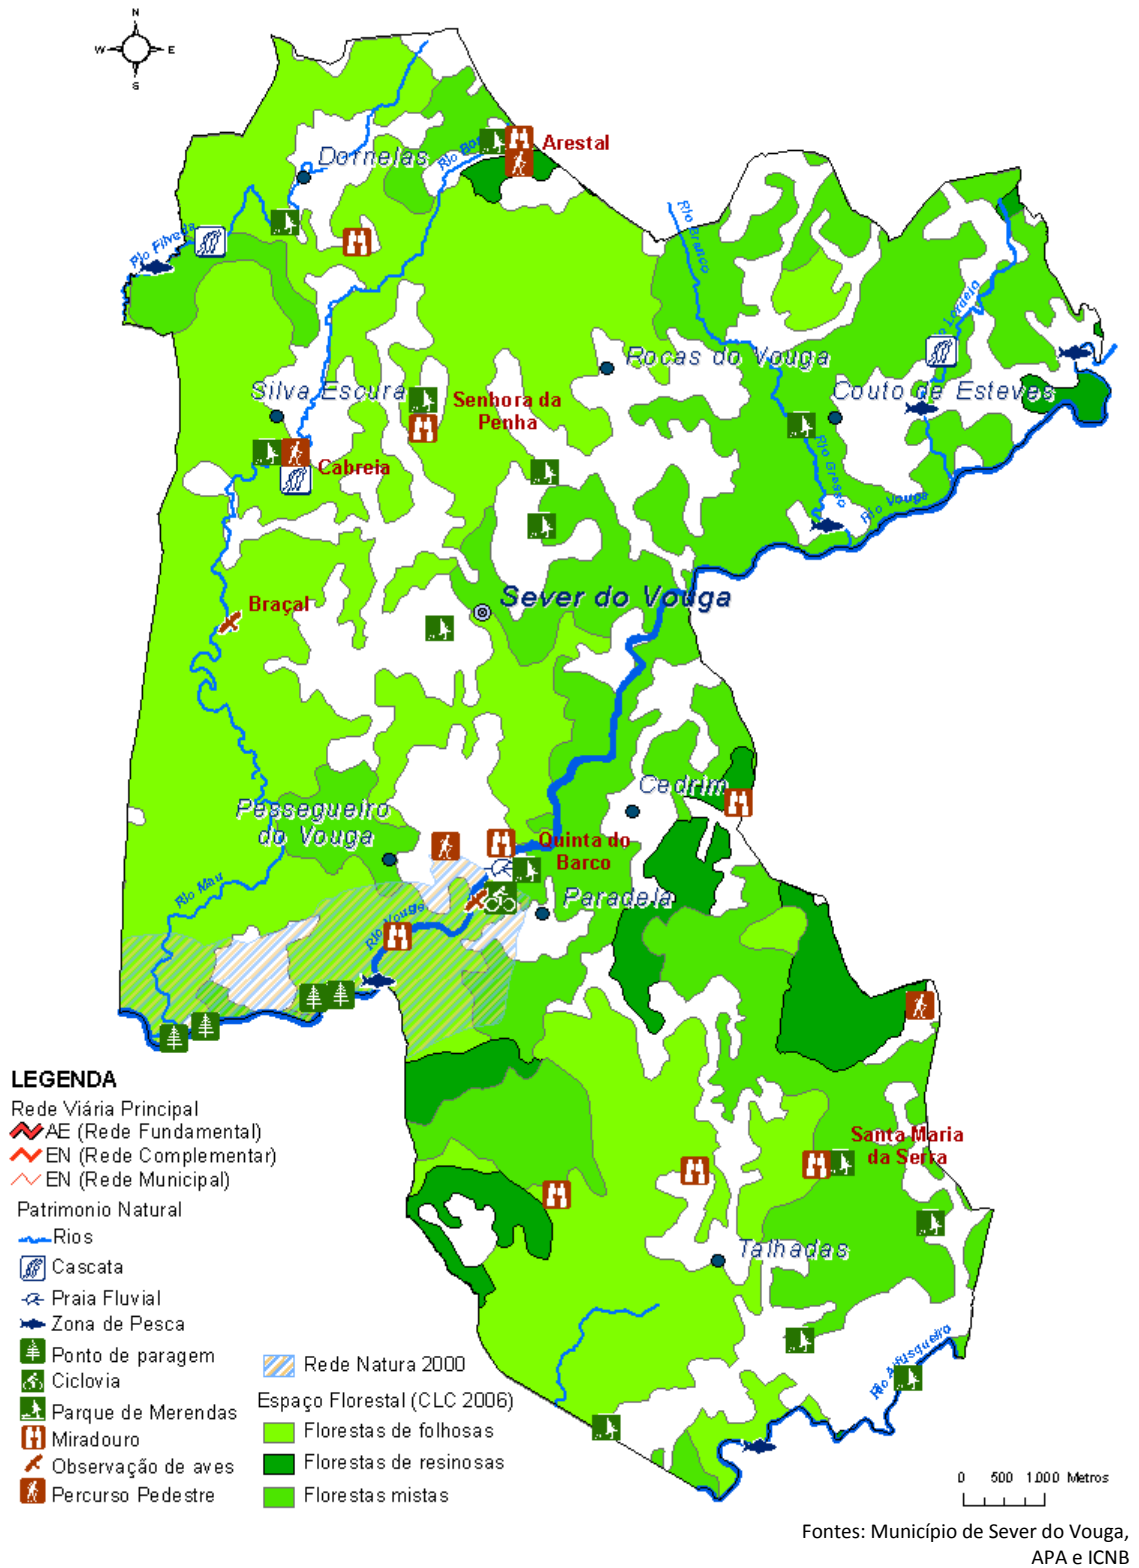 N
W E
S
Arestal
Dornelas
Rio Filveda
Rio Branco
Rocas do Vouga
Silva Escura
Senhora da
Penha
Couto de Esteves
Cabreia
Rio Grosso
Rio Vouga
Braçal
Sever do Vouga
Cedrim
Pessegueiro
do Vouga
Quinta do
Barco
Rio Mau
Paradela
Rio Vouga
Santa Maria
da Serra
Talhadas
Rio Alfusqueiro
LEGENDA
Rede Viária Principal
AE (Rede Fundamental)
EN (Rede Complementar)
EN (Rede Municipal)
Patrimonio Natural
Rios
Cascata
Praia Fluvial
Zona de Pesca
Ponto de paragem
Ciclovia
Parque de Merendas
Miradouro
Observação de aves
Percurso Pedestre
Rede Natura 2000
Espaço Florestal (CLC 2006)
Florestas de folhosas
Florestas de resinosas
Florestas mistas
0 500 1.000 Metros
Fontes: Município de Sever do Vouga,
APA e ICNB